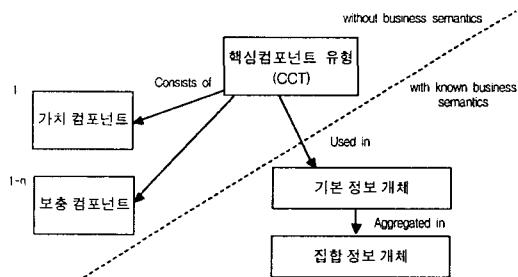 without business semantics
핵심컴포넌트 유형
(CCT)
Consists of
with known business
semantics
1
가치 컴포넌트
Used in
1-n
보충 컴포넌트
기본 정보 개체
Aggregated in
집합 정보 개체